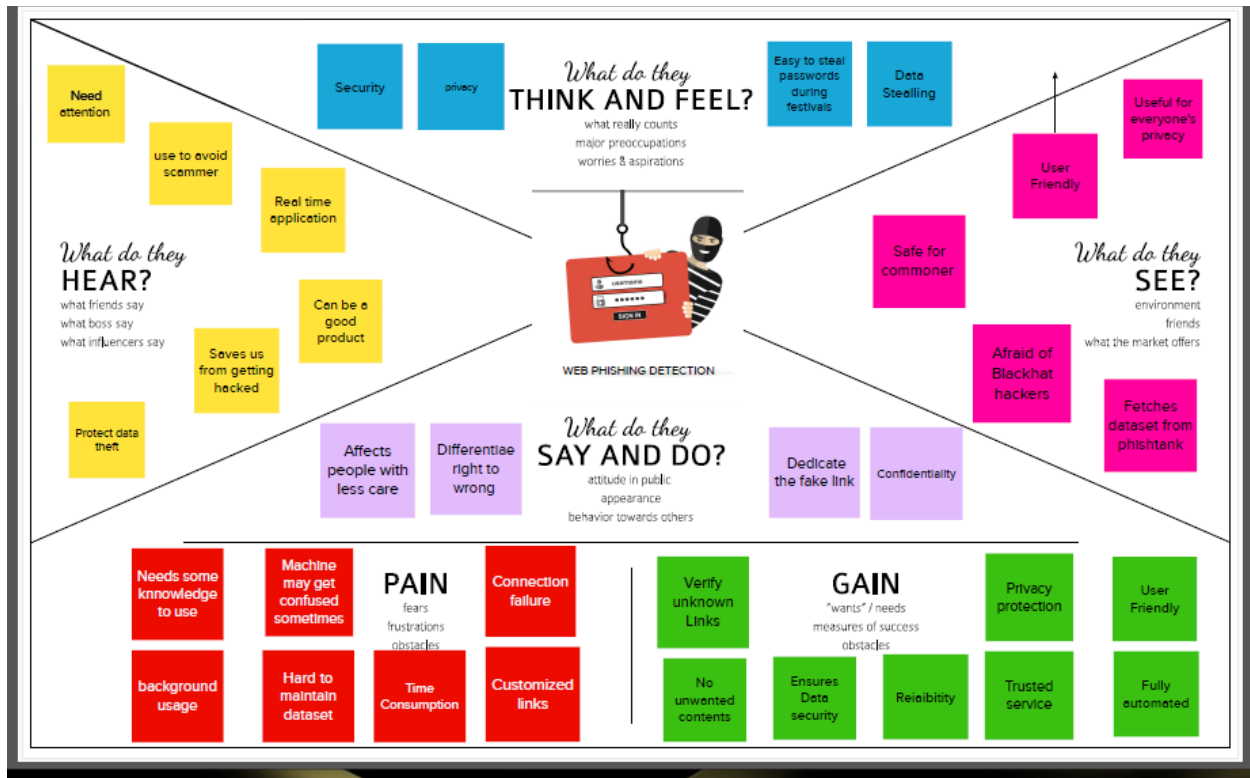 Security
privacy
What do they
THINK AND FEEL?
what really counts
major preoccupations
worries & aspirations
Easy to steal
passwords
during
festivals
Data
Stealling
Need
attention
use to avoid
scammer
Real time
application
What do they
HEAR?
what friends say
what boss say
what influencers say
Can be a
good
product
Saves us
from getting
hacked
Protect data
theft
username
SIGN IN
WEB PHISHING DETECTION
Useful for
everyone's
privacy
User
Friendly
Safe for
commoner
What do they
SEE?
environment
friends
what the market offers
Afraid of
Blackhat
hackers
Fetches
dataset from
phishtank
Affects
people with
less care
Differentiae
right to
wrong
What do they
SAY AND DO?
attitude in public
appearance
behavior towards others
Dedicate
the fake link
Confidentiality
Needs some
knnowledge
to use
Machine
may get
confused
sometimes
PAIN
fears
frustrations
obstacles
Connection
failure
background
usage
Hard to
maintain
dataset
Time
Consumption
Customized
links
Verify
unknown
Links
GAIN
"wants" / needs
measures of success
obstacles
Privacy
protection
User
Friendly
No
unwanted
contents
Ensures
Data
security
Relaibitity
Trusted
service
Fully
automated